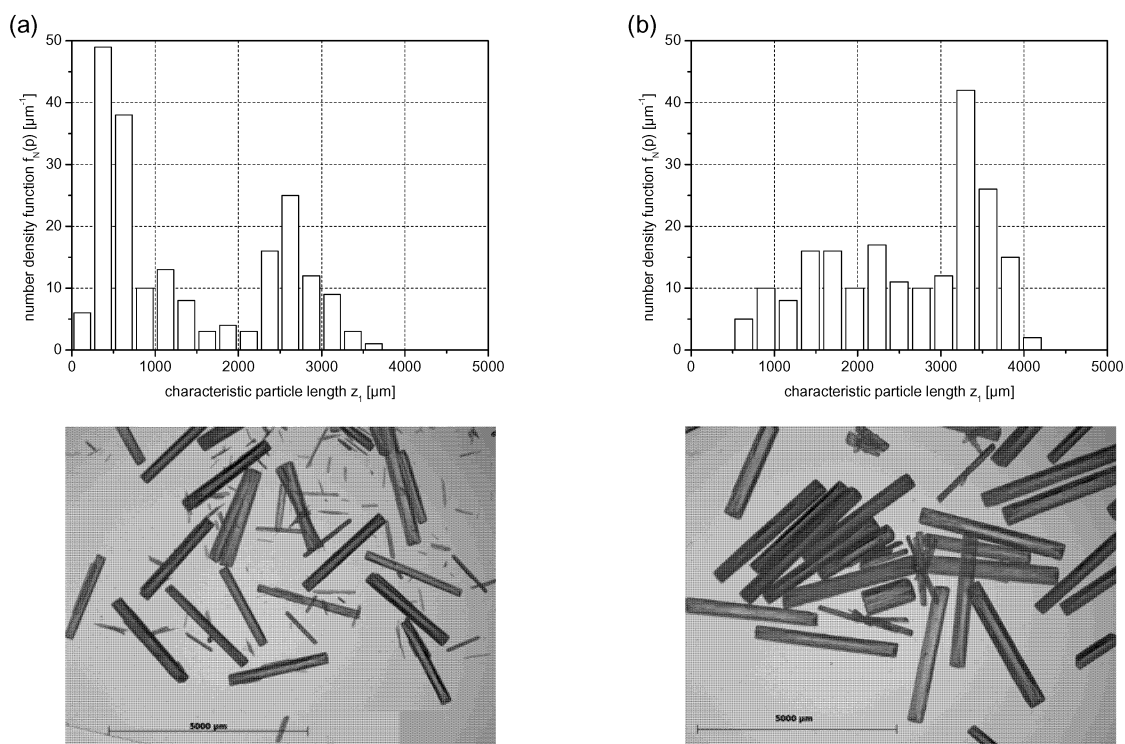 (a)
50
40
30
20
10
0
number density function f_N(p) [µm⁻¹]
0 1000 2000 3000 4000 5000
characteristic particle length z₁ [µm]
(b)
50
40
30
20
10
0
number density function f_N(p) [µm⁻¹]
0 1000 2000 3000 4000 5000
characteristic particle length z₁ [µm]
5000 µm
5000 µm